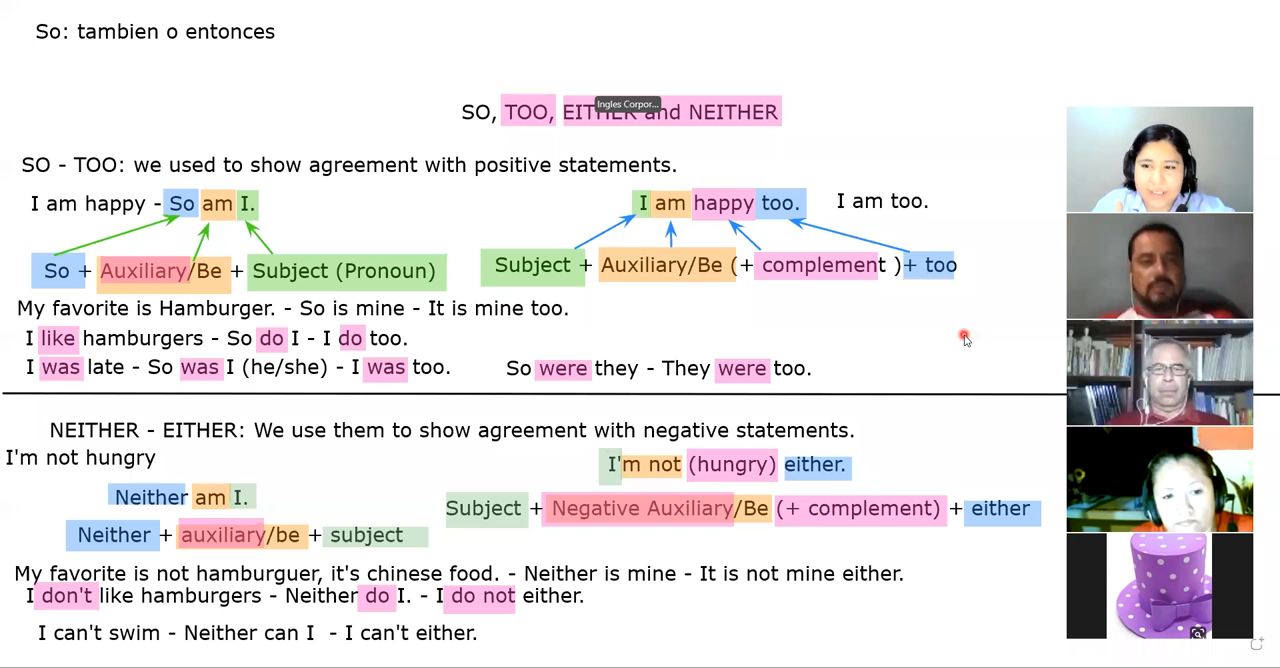 So: tambien o entonces
SO, TOO, EITHER and NEITHER
Ingles Corpor...
SO - TOO: we used to show agreement with positive statements.
I am happy - So am I.
I am happy too.
I am too.
So + Auxiliary/Be + Subject (Pronoun)
Subject + Auxiliary/Be (+ complement )+ too
My favorite is Hamburger. - So is mine - It is mine too.
I like hamburgers - So do I - I do too.
I was late - So was I (he/she) - I was too.
So were they - They were too.
NEITHER - EITHER: We use them to show agreement with negative statements.
I'm not hungry
I'm not (hungry) either.
Neither am I.
Subject + Negative Auxiliary/Be (+ complement) + either
Neither + auxiliary/be + subject
My favorite is not hamburguer, it's chinese food. - Neither is mine - It is not mine either.
I don't like hamburgers - Neither do I. - I do not either.
I can't swim - Neither can I - I can't either.